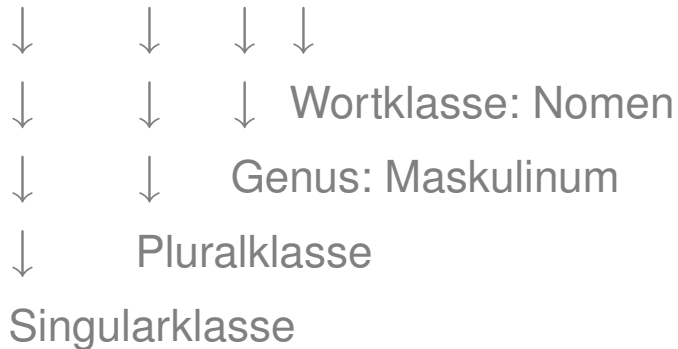 ↓ ↓ ↓ ↓
↓ ↓ ↓ Wortklasse: Nomen
↓ ↓ Genus: Maskulinum
↓ Pluralklasse
Singularklasse